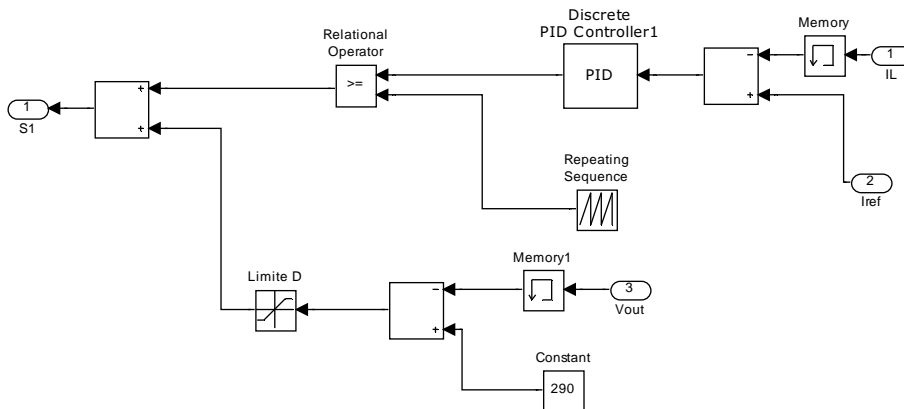 Discrete
PID Controller1
Memory
Relational
Operator
-
1
IL
PID
>=
+
+
1
S1
+
Repeating
Sequence
2
Iref
Memory1
Limite D
-
3
Vout
+
Constant
290